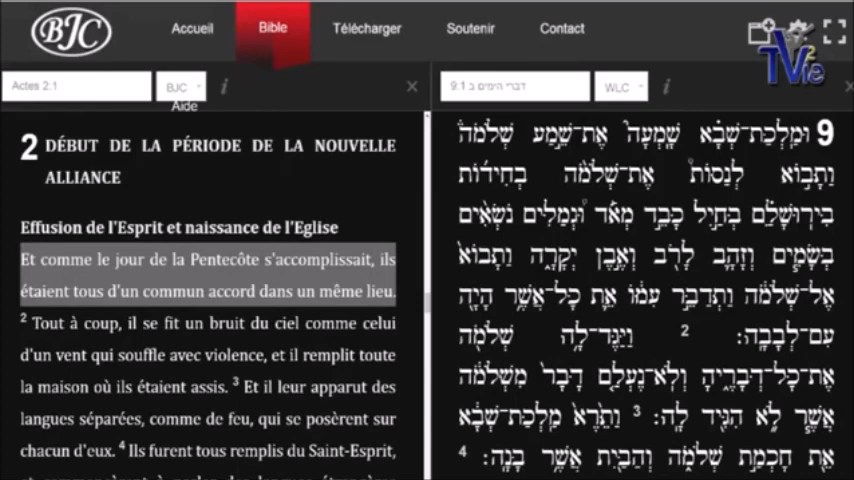 BJC
Accueil
Bible
Télécharger
Soutenir
Contact
TVie
2
Actes 2:1
BJC
Aide
דברי הימים ב 9:1
WLC
2 DÉBUT DE LA PÉRIODE DE LA NOUVELLE
ALLIANCE
Effusion de l'Esprit et naissance de l'Eglise
Et comme le jour de la Pentecôte s'accomplissait, ils
étaient tous d'un commun accord dans un même lieu.
2 Tout à coup, il se fit un bruit du ciel comme celui
d'un vent qui souffle avec violence, et il remplit toute
la maison où ils étaient assis. 3 Et il leur apparut des
langues séparées, comme de feu, qui se posèrent sur
chacun d'eux. 4 Ils furent tous remplis du Saint-Esprit,
9 וּמַֽלְכַּת־שְׁבָ֗א שָֽׁמְעָה֮ אֶת־שֵׁ֣מַע שְׁלֹמֹה֒
וַתָּב֣וֹא לְנַסּוֹת֩ אֶת־שְׁלֹמֹ֨ה בְחִיד֜וֹת
בִּירֽוּשָׁלִַ֗ם בְּחַ֣יִל כָּבֵ֣ד מְאֹ֡ד וּ֠גְמַלִּים נֹשְׂאִ֨ים
בְּשָׂמִ֧ים וְזָהָ֛ב לָרֹ֖ב וְאֶ֣בֶן יְקָרָ֑ה וַתָּבוֹא֙
אֶל־שְׁלֹמֹ֔ה וַתְּדַבֵּ֣ר עִמּ֔וֹ אֵ֛ת כָּל־אֲשֶׁ֥ר הָיָ֖ה
עִם־לְבָבָֽהּ׃ 2 וַיַּגֶּד־לָ֥הּ שְׁלֹמֹ֖ה
אֶת־כָּל־דְּבָרֶ֑יהָ וְלֹֽא־נֶעְלַ֤ם דָּבָר֙ מִשְּׁלֹמֹ֔ה
אֲשֶׁ֧ר לֹ֦א הִגִּ֖יד לָֽהּ׃ 3 וַתֵּ֙רֶא֙ מַֽלְכַּת־שְׁבָ֔א
אֵ֖ת חָכְמַ֣ת שְׁלֹמֹ֑ה וְהַבַּ֖יִת אֲשֶׁ֥ר בָּנָֽה׃ 4